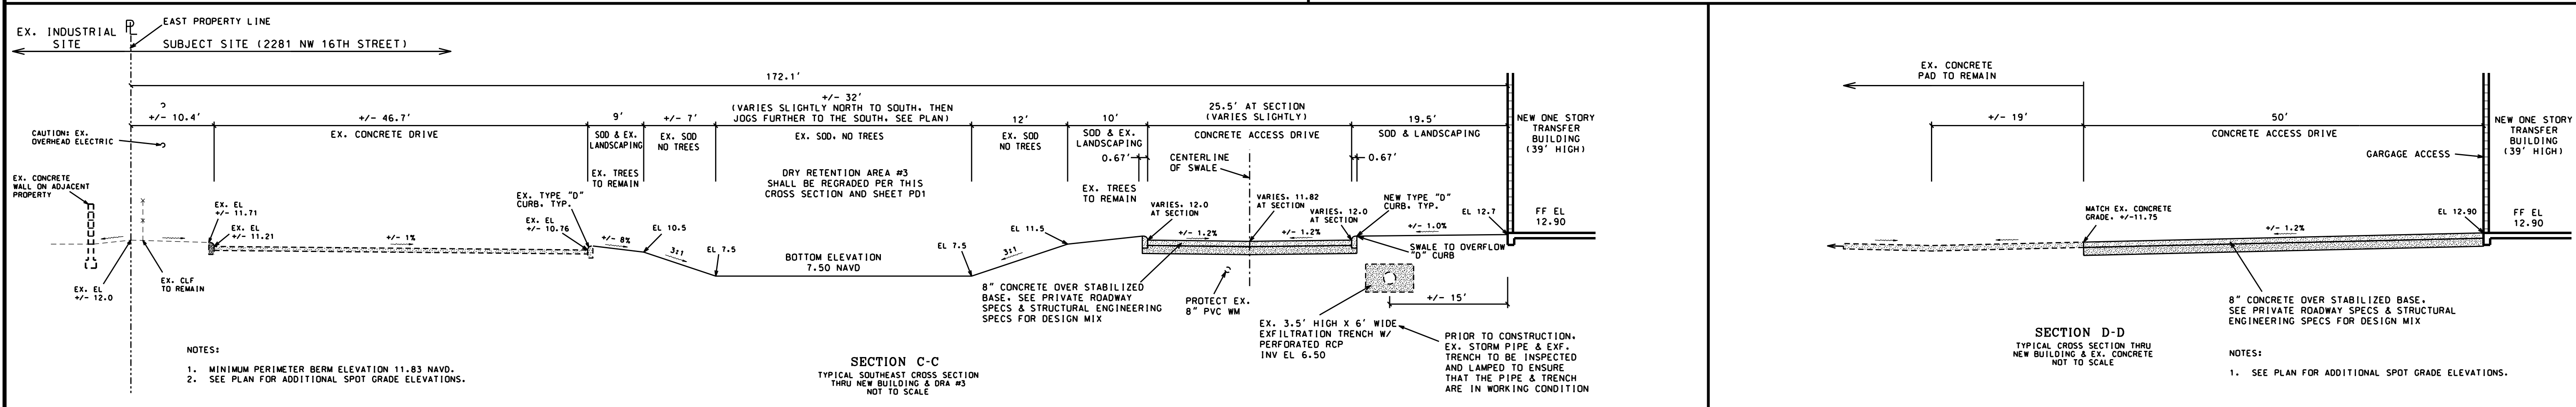 EAST PROPERTY LINE
EX. INDUSTRIAL
SITE
SUBJECT SITE (2281 NW 16TH STREET)
172.1'
+/- 10.4'
+/- 46.7'
EX. CONCRETE DRIVE
9'
SOD & EX.
LANDSCAPING
EX. TREES
TO REMAIN
+/- 7'
EX. SOD
NO TREES
+/- 32'
(VARIES SLIGHTLY NORTH TO SOUTH, THEN
JOGS FURTHER TO THE SOUTH, SEE PLAN)
EX. SOD, NO TREES
DRY RETENTION AREA #3
SHALL BE REGRADED PER THIS
CROSS SECTION AND SHEET PD1
12'
EX. SOD
NO TREES
10'
SOD & EX.
LANDSCAPING
0.67'
EX. TREES
TO REMAIN
25.5' AT SECTION
(VARIES SLIGHTLY)
CONCRETE ACCESS DRIVE
CENTERLINE
OF SWALE
19.5'
SOD & LANDSCAPING
0.67'
NEW ONE STORY
TRANSFER
BUILDING
(39' HIGH)
CAUTION: EX.
OVERHEAD ELECTRIC
EX. CONCRETE
WALL ON ADJACENT
PROPERTY
EX. EL
+/- 11.71
EX. EL
+/- 11.21
+/- 1%
EX. TYPE "D"
CURB, TYP.
EX. EL
+/- 10.76
+/- 8%
EL 10.5
3:1
EL 7.5
BOTTOM ELEVATION
7.50 NAVD
EL 7.5
3:1
EL 11.5
VARIES, 12.0
AT SECTION
+/- 1.2%
VARIES, 11.82
AT SECTION
+/- 1.2%
VARIES, 12.0
AT SECTION
NEW TYPE "D"
CURB, TYP.
+/- 1.0%
EL 12.7
FF EL
12.90
SWALE TO OVERFLOW
"D" CURB
EX. EL
+/- 12.0
EX. CLF
TO REMAIN
8" CONCRETE OVER STABILIZED
BASE, SEE PRIVATE ROADWAY
SPECS & STRUCTURAL ENGINEERING
SPECS FOR DESIGN MIX
PROTECT EX.
8" PVC WM
+/- 15'
EX. 3.5' HIGH X 6' WIDE
EXFILTRATION TRENCH W/
PERFORATED RCP
INV EL 6.50
PRIOR TO CONSTRUCTION,
EX. STORM PIPE & EXF.
TRENCH TO BE INSPECTED
AND LAMPED TO ENSURE
THAT THE PIPE & TRENCH
ARE IN WORKING CONDITION
NOTES:
1. MINIMUM PERIMETER BERM ELEVATION 11.83 NAVD.
2. SEE PLAN FOR ADDITIONAL SPOT GRADE ELEVATIONS.
SECTION C-C
TYPICAL SOUTHEAST CROSS SECTION
THRU NEW BUILDING & DRA #3
NOT TO SCALE
EX. CONCRETE
PAD TO REMAIN
+/- 19'
50'
CONCRETE ACCESS DRIVE
GARGAGE ACCESS
NEW ONE STORY
TRANSFER
BUILDING
(39' HIGH)
MATCH EX. CONCRETE
GRADE, +/-11.75
+/- 1.2%
EL 12.90
FF EL
12.90
8" CONCRETE OVER STABILIZED BASE,
SEE PRIVATE ROADWAY SPECS & STRUCTURAL
ENGINEERING SPECS FOR DESIGN MIX
SECTION D-D
TYPICAL CROSS SECTION THRU
NEW BUILDING & EX. CONCRETE
NOT TO SCALE
NOTES:
1. SEE PLAN FOR ADDITIONAL SPOT GRADE ELEVATIONS.